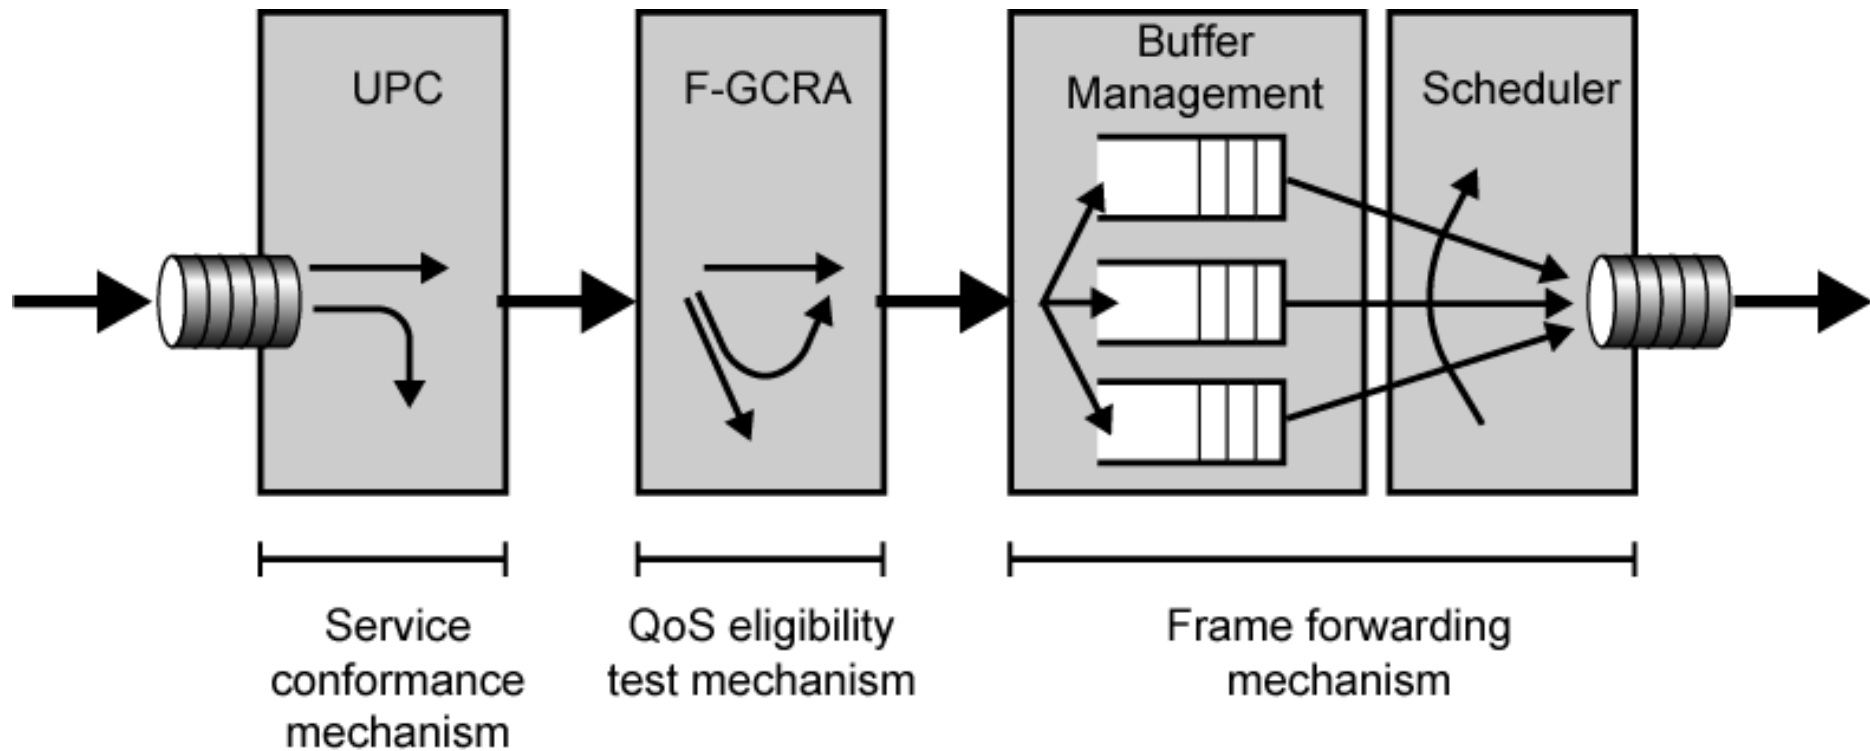 UPC
F-GCRA
Buffer
Management
Scheduler
Service
conformance
mechanism
QoS eligibility
test mechanism
Frame forwarding
mechanism